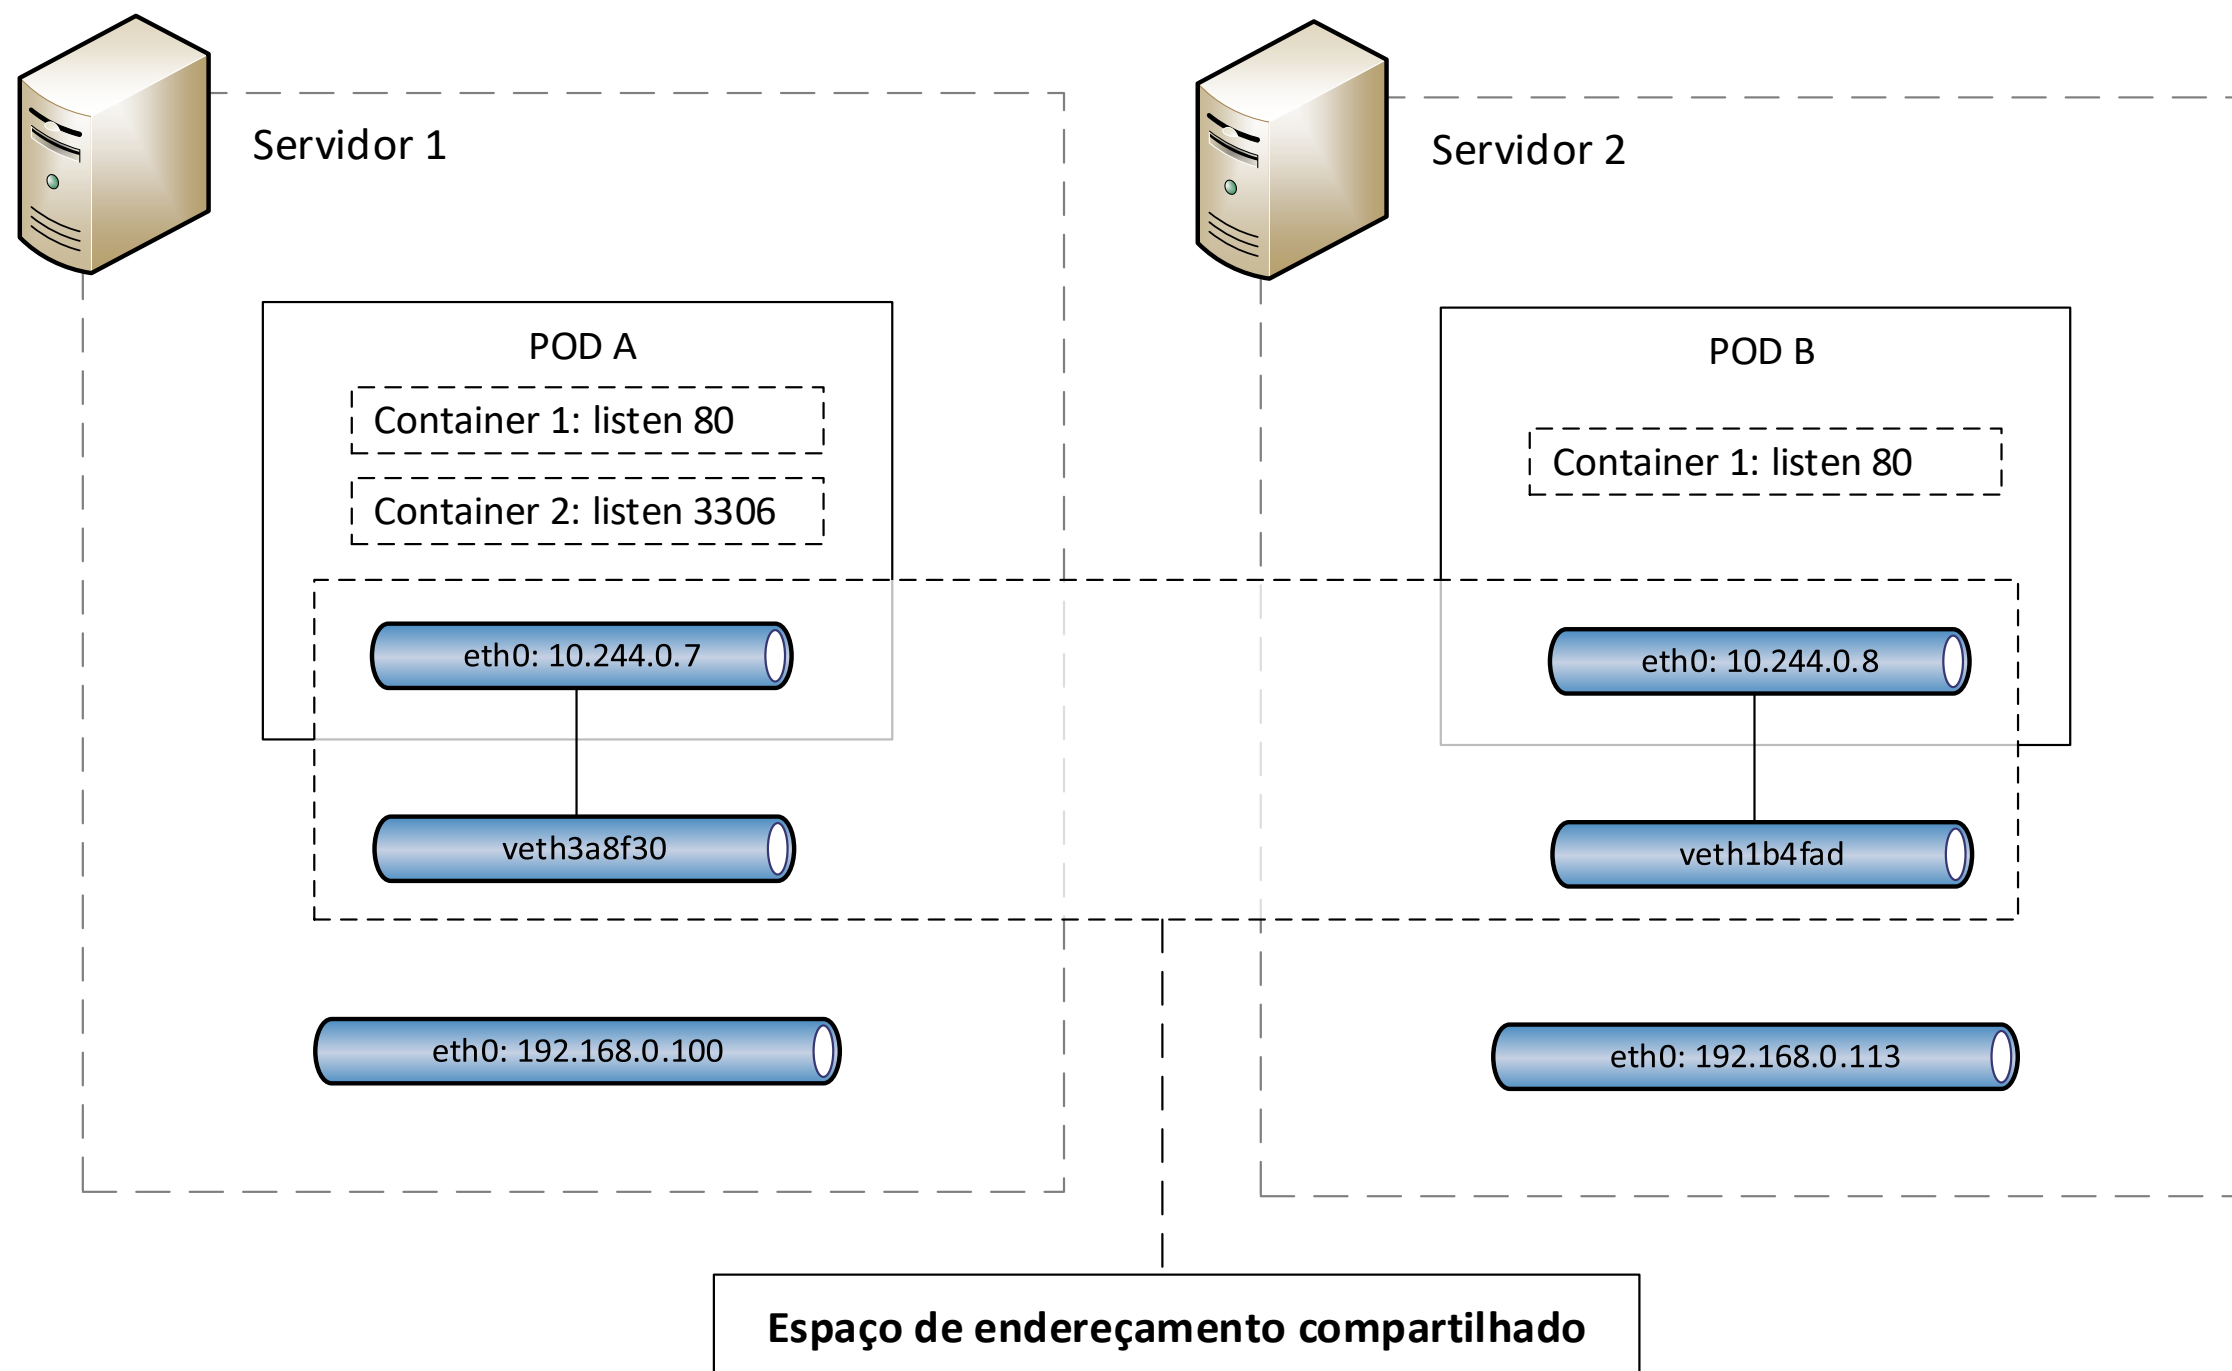 Servidor 1
POD A
Container 1: listen 80
Container 2: listen 3306
eth0: 10.244.0.7
veth3a8f30
eth0: 192.168.0.100
Servidor 2
POD B
Container 1: listen 80
eth0: 10.244.0.8
veth1b4fad
eth0: 192.168.0.113
Espaço de endereçamento compartilhado